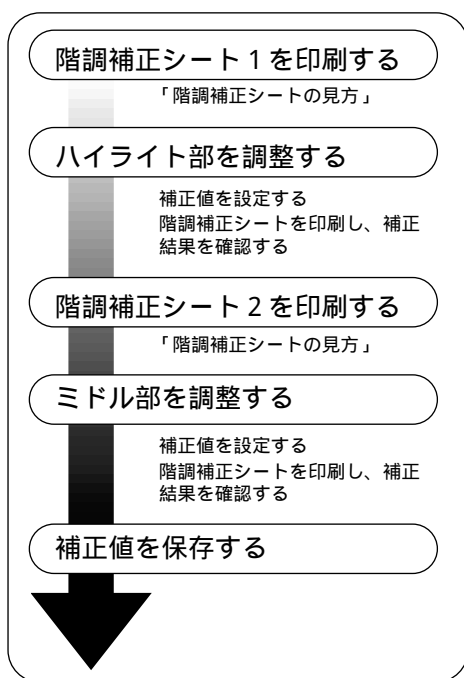 階調補正シート1を印刷する
「階調補正シートの見方」
ハイライト部を調整する
補正値を設定する
階調補正シートを印刷し、補正
結果を確認する
階調補正シート2を印刷する
「階調補正シートの見方」
ミドル部を調整する
補正値を設定する
階調補正シートを印刷し、補正
結果を確認する
補正値を保存する